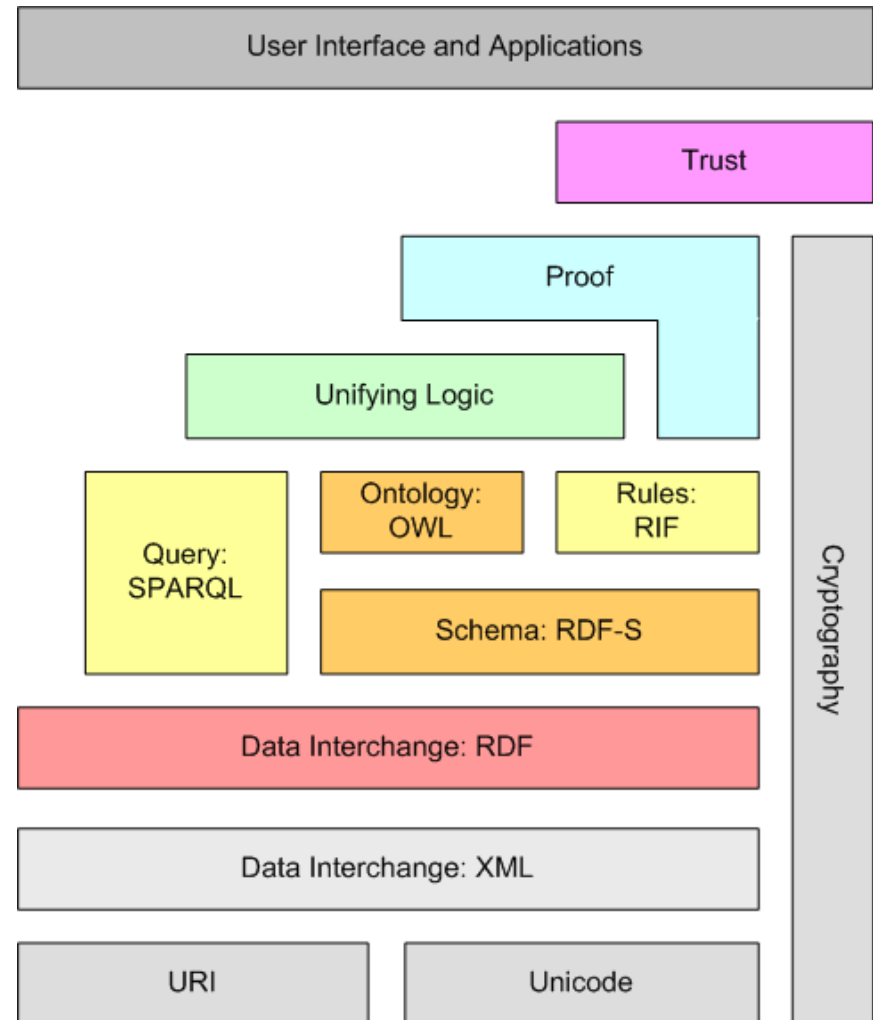 User Interface and Applications
Trust
Proof
Unifying Logic
Ontology:
OWL
Rules:
RIF
Query:
SPARQL
Schema: RDF-S
Cryptography
Data Interchange: RDF
Data Interchange: XML
URI
Unicode